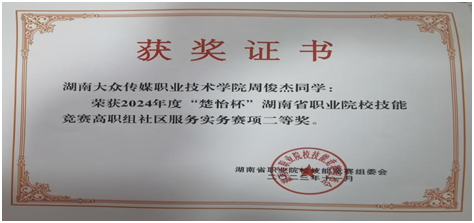 获奖证书
湖南大众传媒职业技术学院周俊杰同学：
荣获2024年度“楚怡杯”湖南省职业院校技能
竞赛高职组社区服务实务赛项二等奖。
湖南省职业院校技能竞赛组委会